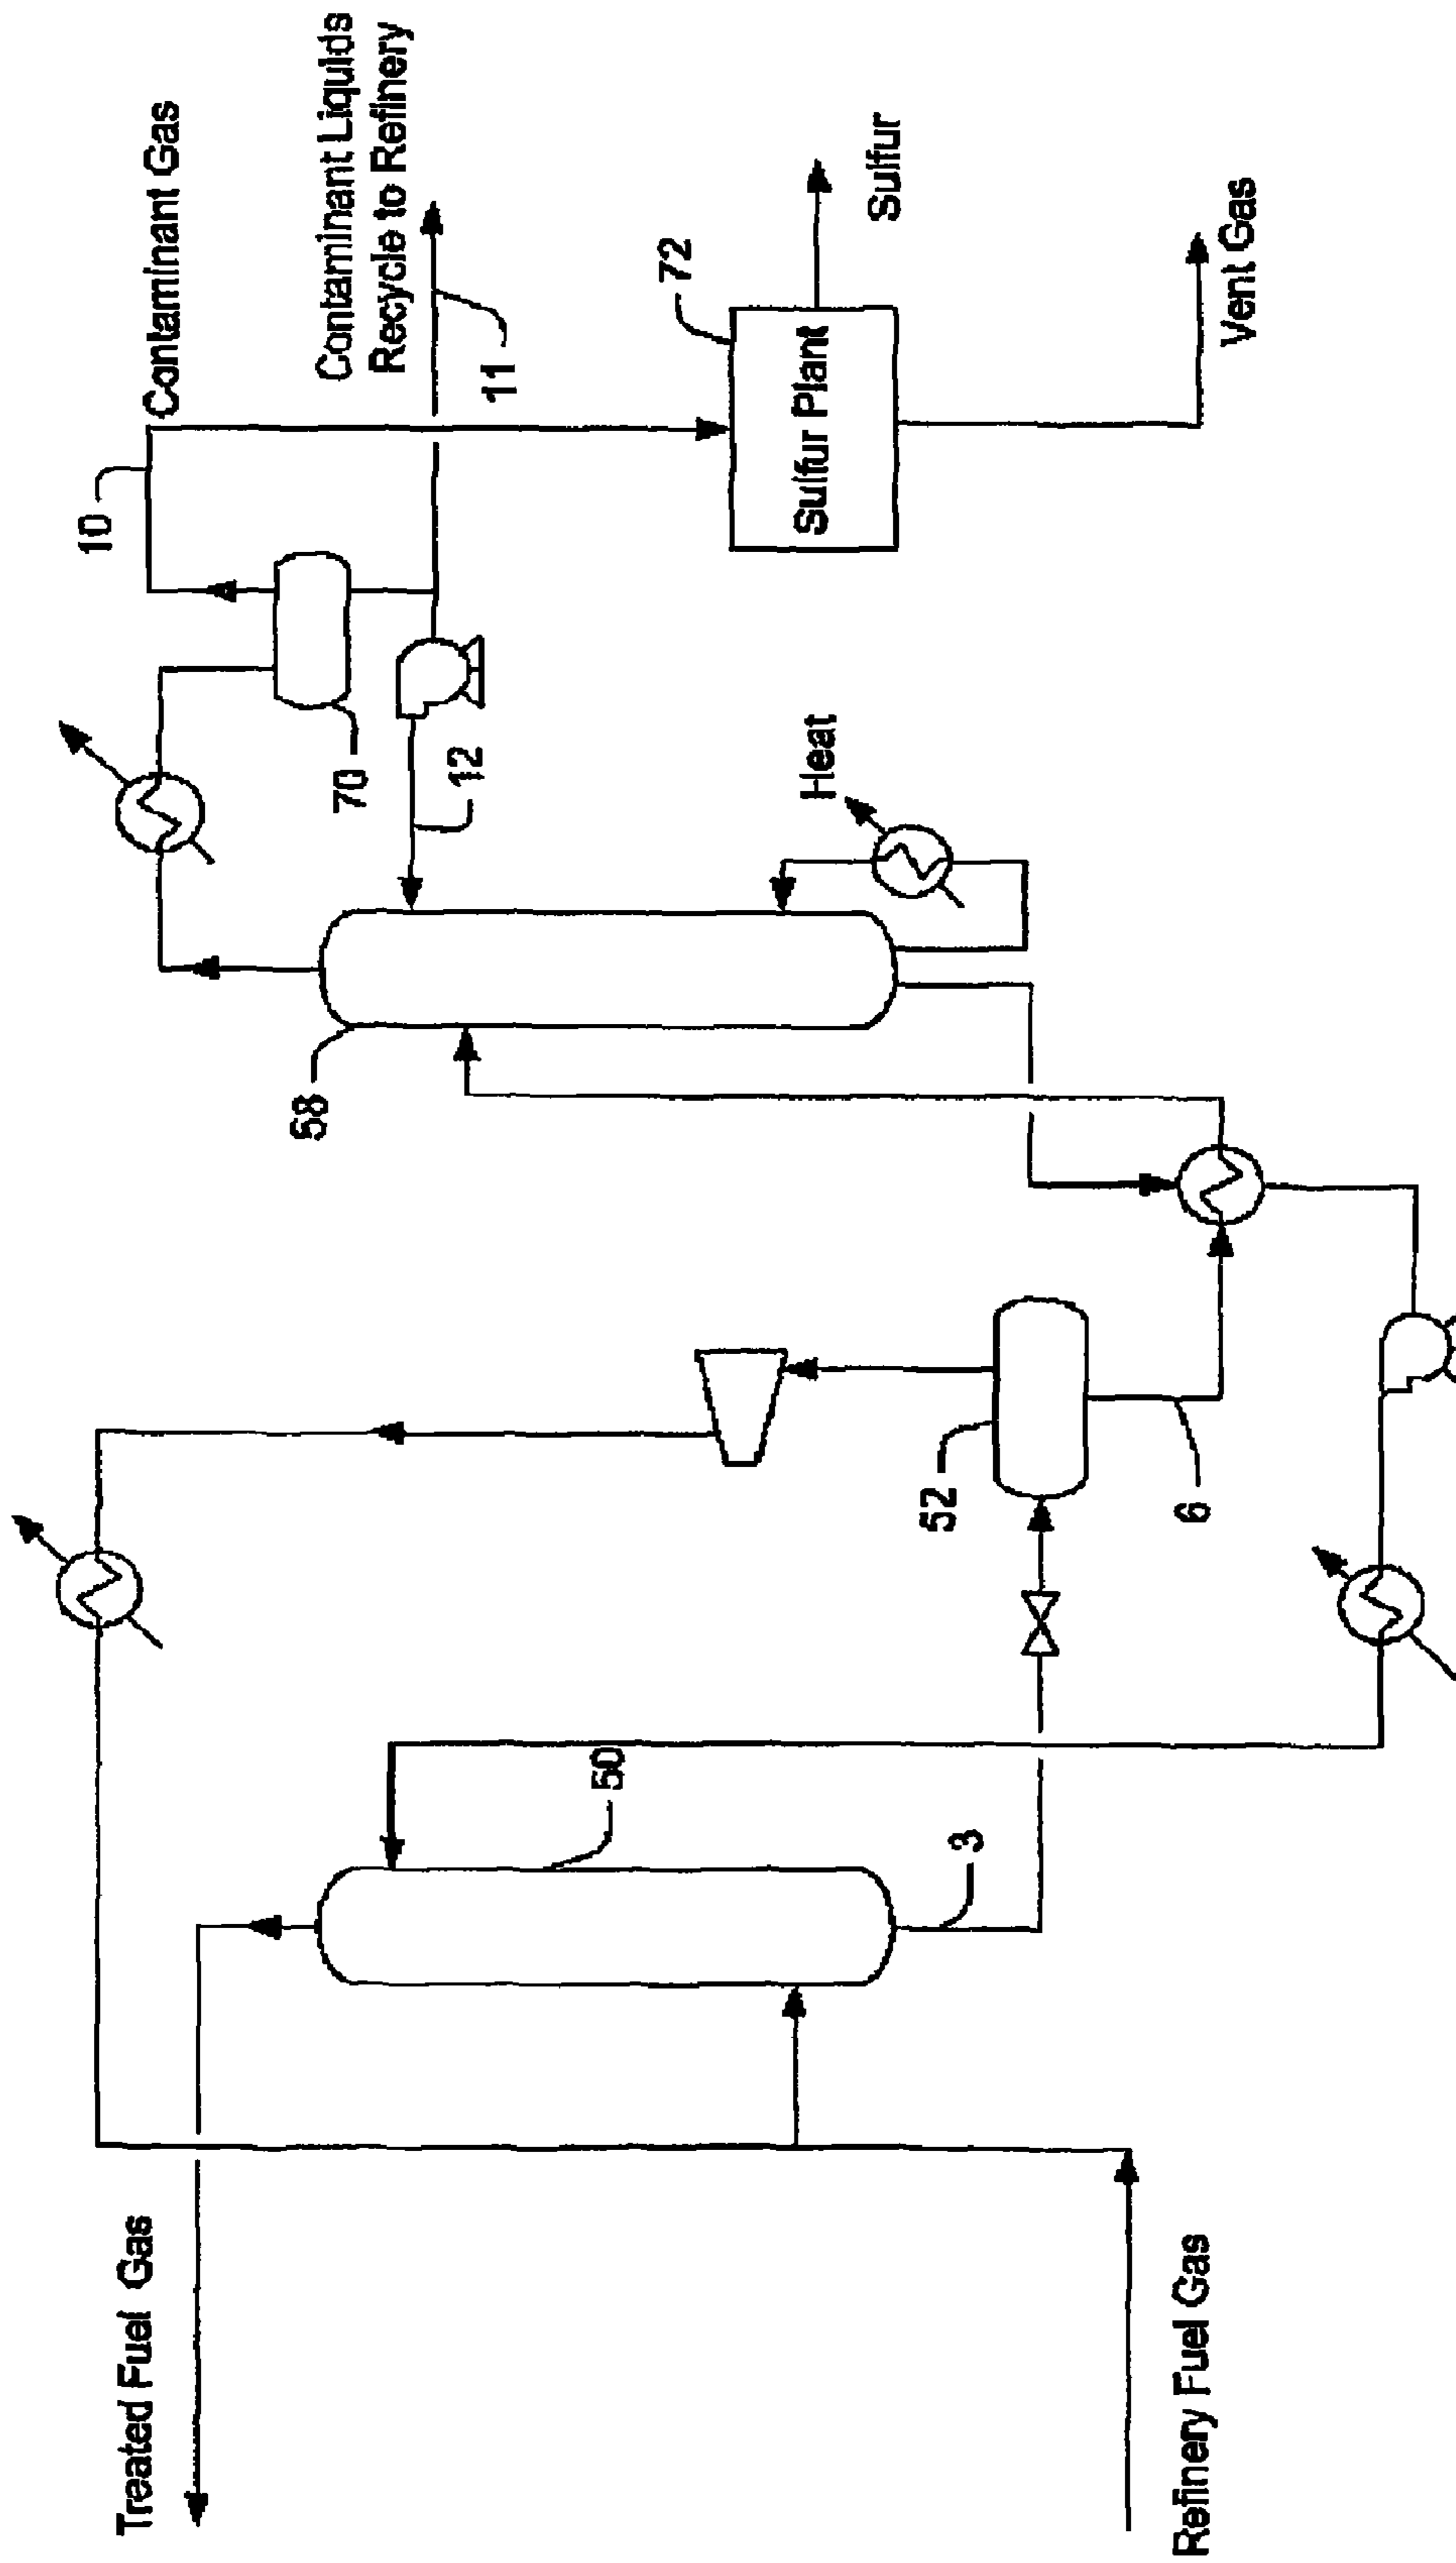 Treated Fuel Gas
Refinery Fuel Gas
50
3
52
6
58
Heat
70
12
10
Contaminant Gas
Contaminant Liquids
Recycle to Refinery
11
72
Sulfur Plant
Sulfur
Vent Gas